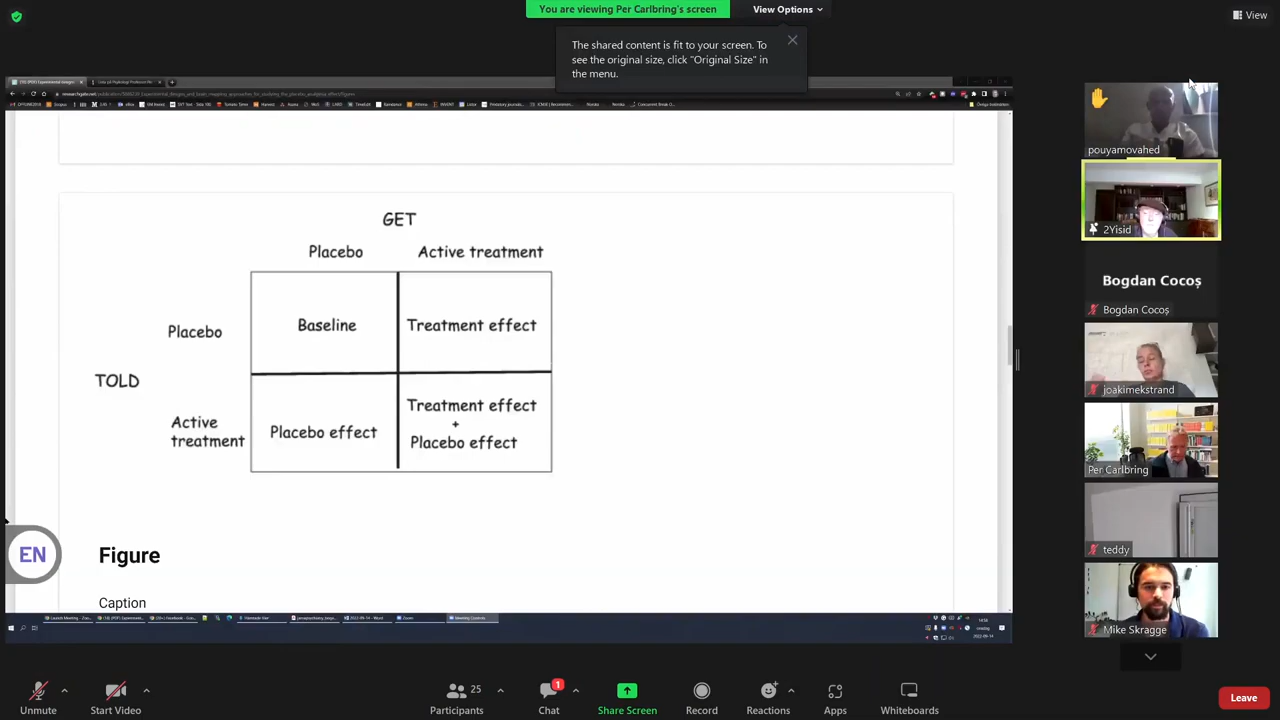 You are viewing Per Carlbring's screen
View Options
View
The shared content is fit to your screen. To
see the original size, click "Original Size" in
the menu.
GET
Placebo
Active treatment
Placebo
Baseline
Treatment effect
TOLD
Active
treatment
Placebo effect
Treatment effect
+
Placebo effect
EN
Figure
Caption
pouyamovahed
2Yisid
Bogdan Cocoș
Bogdan Cocoș
joakimekstrand
Per Carlbring
teddy
Mike Skragge
Unmute
Start Video
25
Participants
1
Chat
Share Screen
Record
Reactions
Apps
Whiteboards
Leave